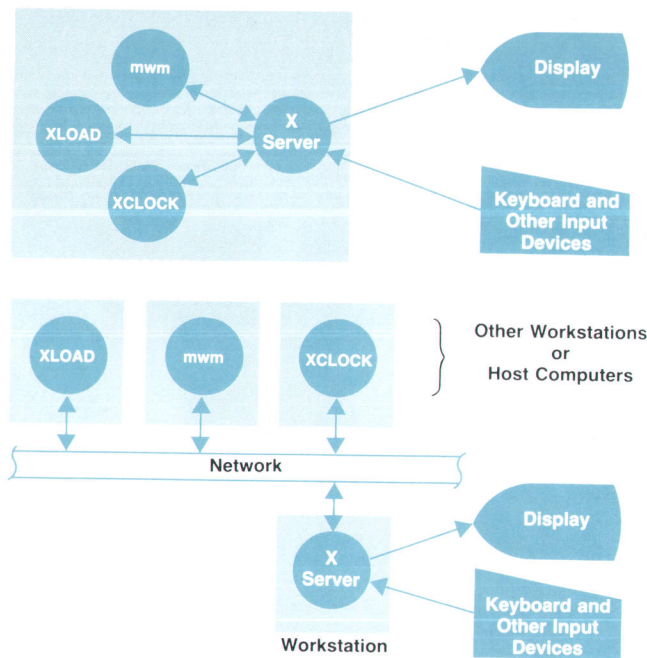 mwm
XLOAD
XCLOCK
X
Server
Display
Keyboard and
Other Input
Devices
XLOAD
mwm
XCLOCK
Other Workstations
or
Host Computers
Network
X
Server
Workstation
Display
Keyboard and
Other Input
Devices